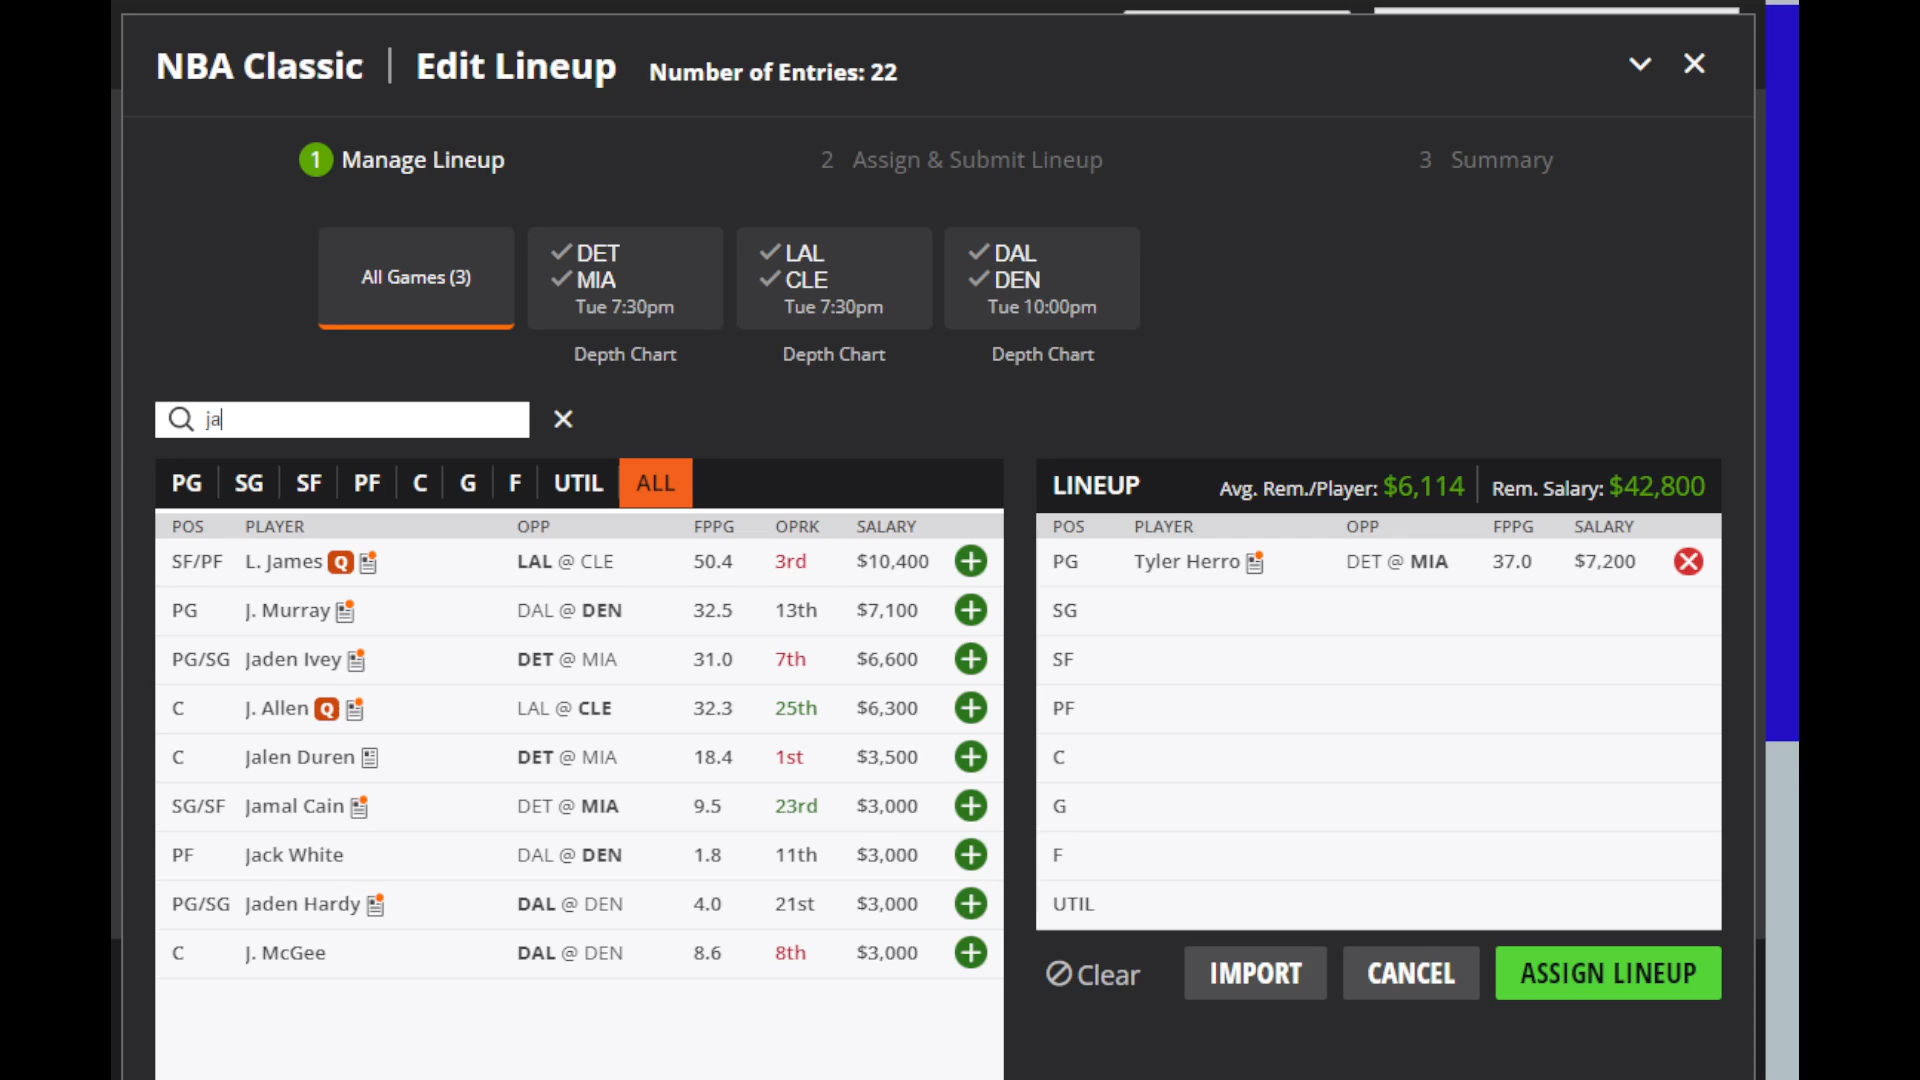 NBA Classic | Edit Lineup Number of Entries: 22
1 Manage Lineup 2 Assign & Submit Lineup 3 Summary
All Games (3)
DET
MIA
Tue 7:30pm
Depth Chart
LAL
CLE
Tue 7:30pm
Depth Chart
DAL
DEN
Tue 10:00pm
Depth Chart
ja
PG SG SF PF C G F UTIL ALL
POS PLAYER OPP FPPG OPRK SALARY
SF/PF L. James Q LAL @ CLE 50.4 3rd $10,400
PG J. Murray DAL @ DEN 32.5 13th $7,100
PG/SG Jaden Ivey DET @ MIA 31.0 7th $6,600
C J. Allen Q LAL @ CLE 32.3 25th $6,300
C Jalen Duren DET @ MIA 18.4 1st $3,500
SG/SF Jamal Cain DET @ MIA 9.5 23rd $3,000
PF Jack White DAL @ DEN 1.8 11th $3,000
PG/SG Jaden Hardy DAL @ DEN 4.0 21st $3,000
C J. McGee DAL @ DEN 8.6 8th $3,000
LINEUP Avg. Rem./Player: $6,114 Rem. Salary: $42,800
POS PLAYER OPP FPPG SALARY
PG Tyler Herro DET @ MIA 37.0 $7,200
SG
SF
PF
C
G
F
UTIL
Clear IMPORT CANCEL ASSIGN LINEUP